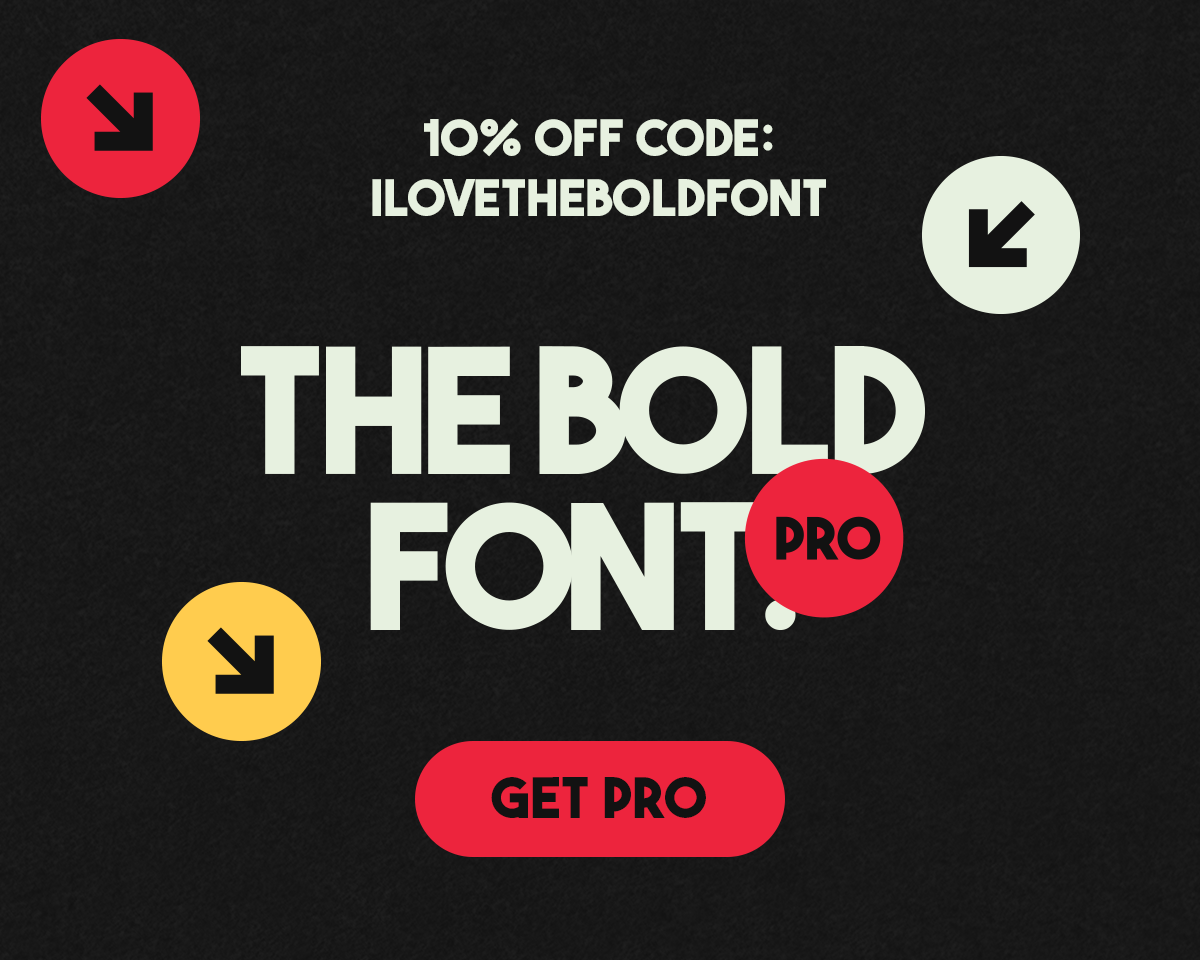 10% OFF CODE:
ILOVETHEBOLDFONT
THE BOLD
FONT.
PRO
GET PRO